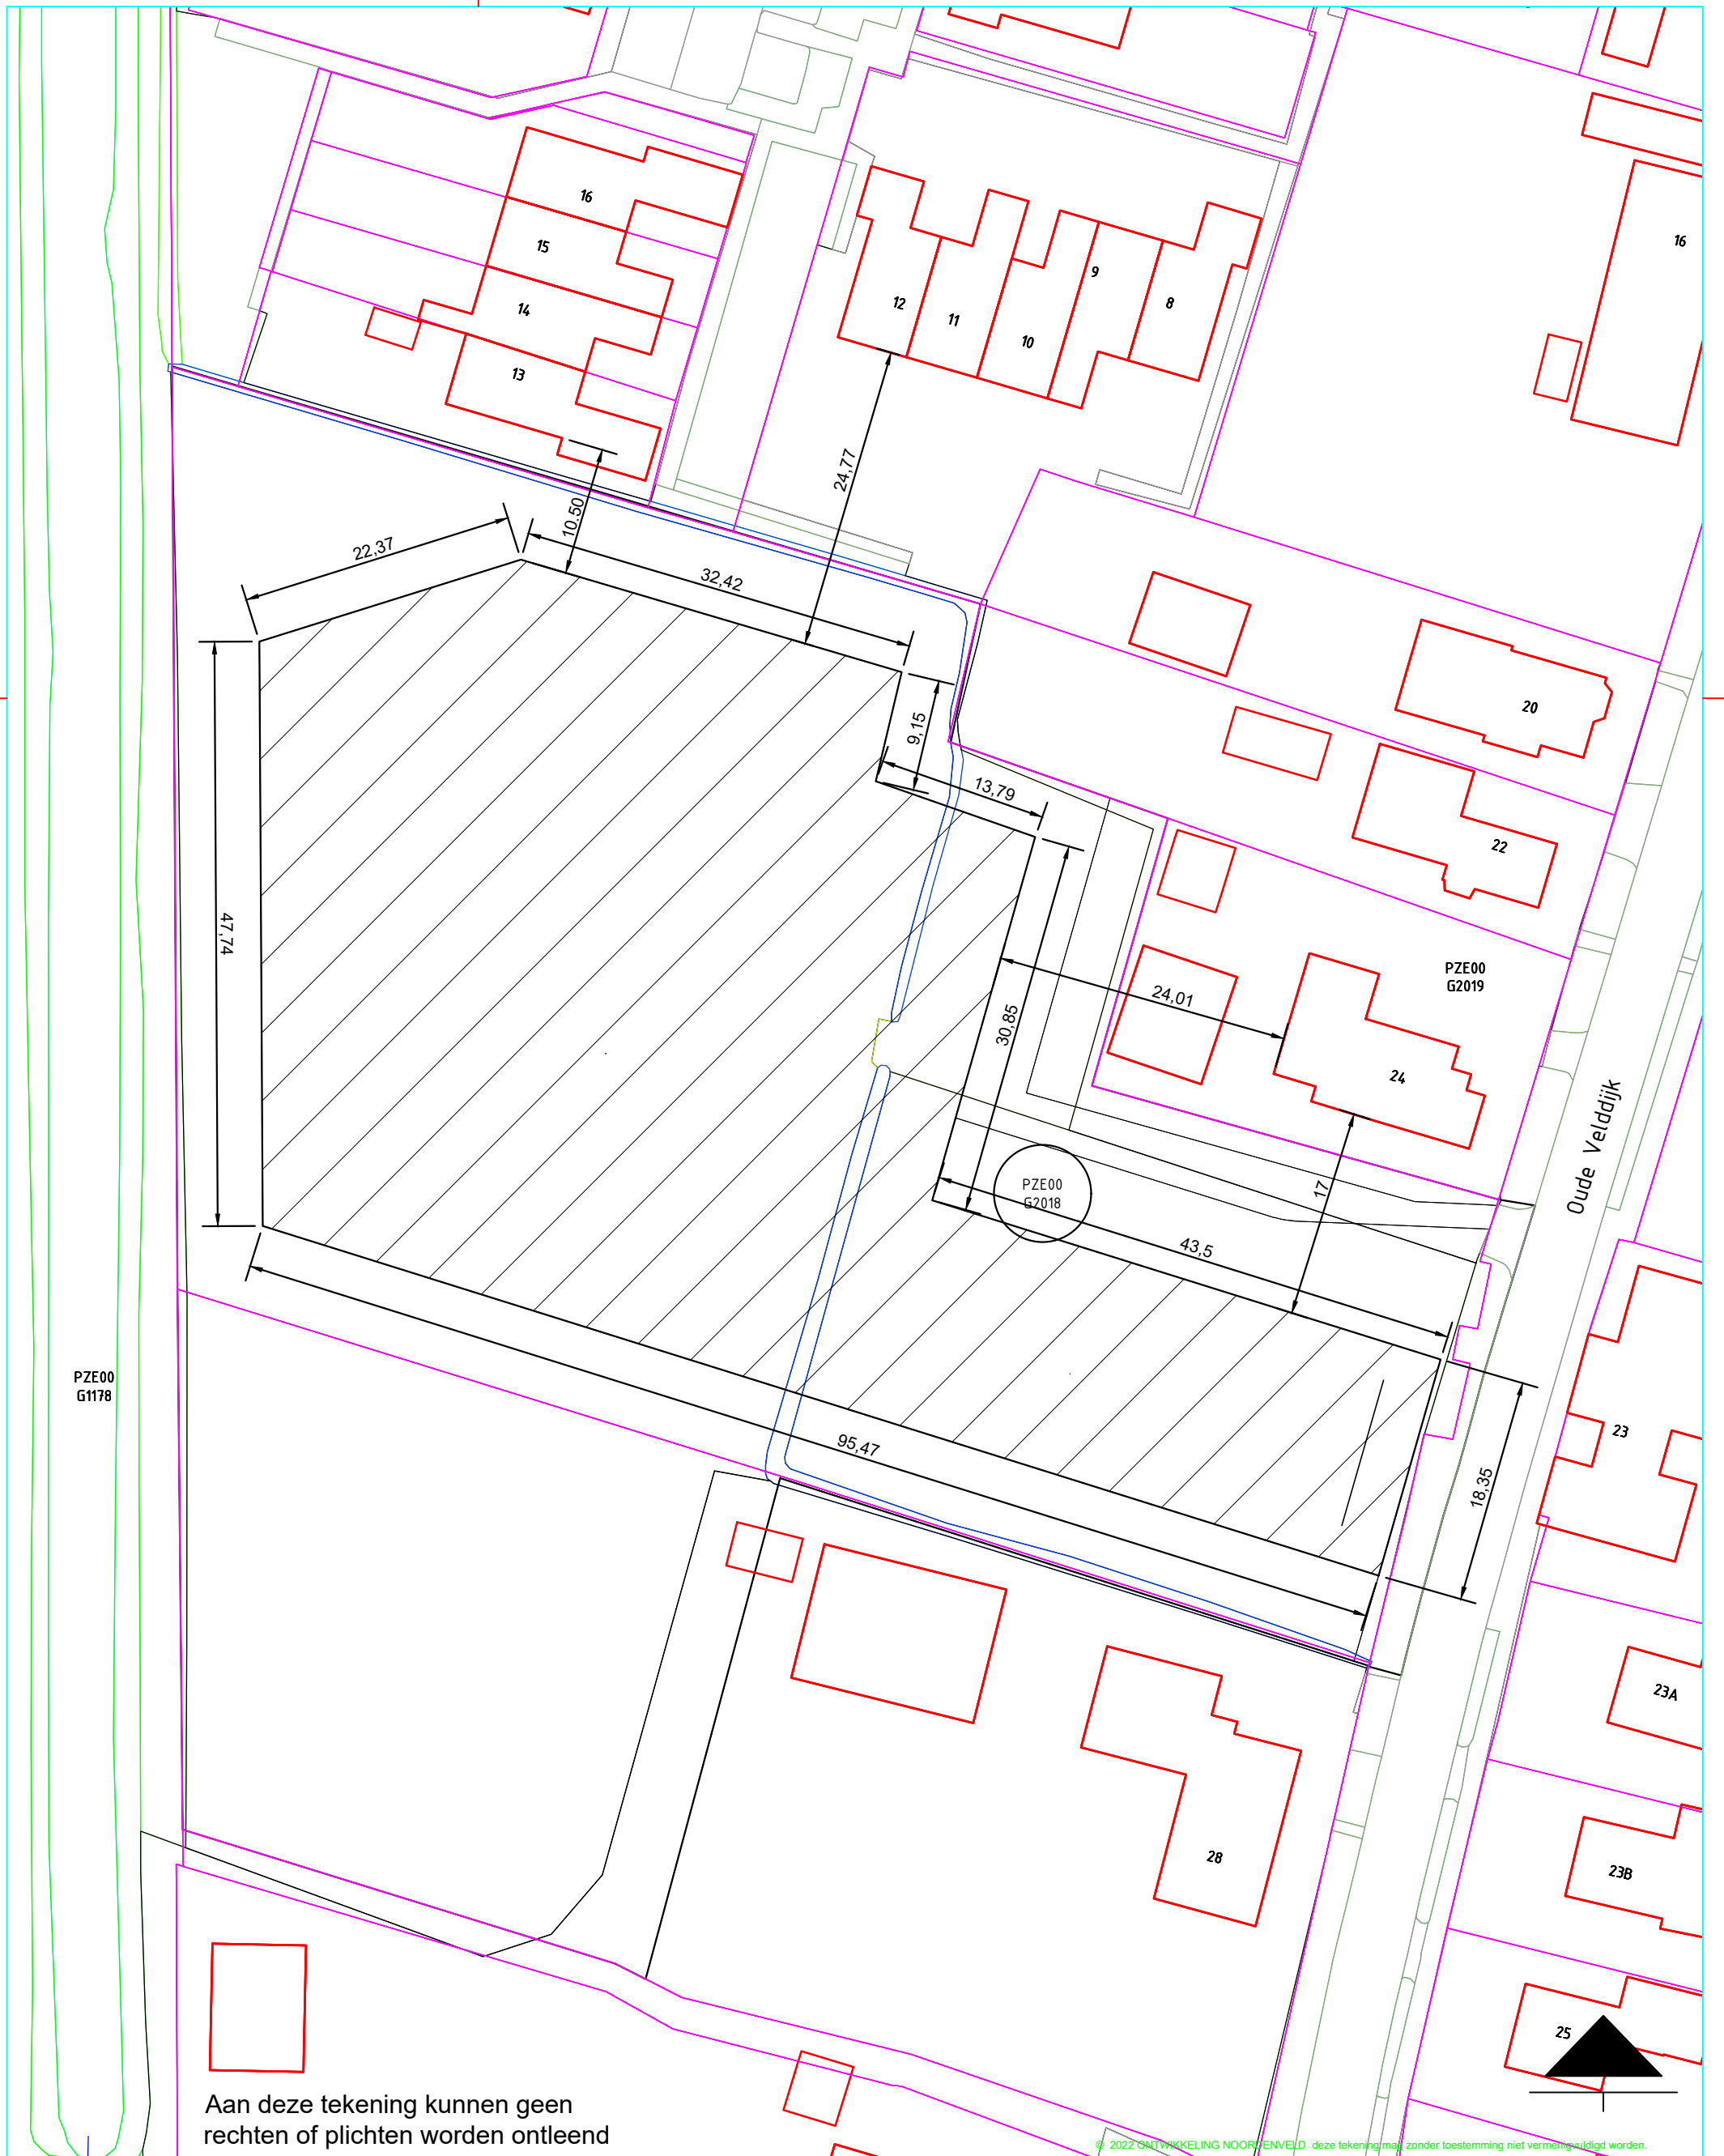 16
15
14
13
12
11
10
9
8
16
24,77
10.50
22,37
32,42
9,15
13,79
20
22
47,74
30,85
24,01
PZE00
G2019
24
Oude Velddijk
PZE00
G2018
17
43,5
PZE00
G1178
95,47
18,35
23
23A
28
23B
25
Aan deze tekening kunnen geen
rechten of plichten worden ontleend
© 2022 ONTWIKKELING NOORDENVELD deze tekening mag zonder toestemming niet vermenigvuldigd worden.